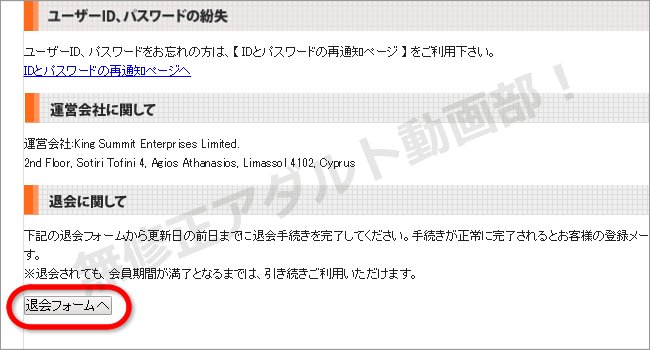 ユーザーID、パスワードの紛失
ユーザーID、パスワードをお忘れの方は、【 IDとパスワードの再通知ページ 】をご利用下さい。
IDとパスワードの再通知ページへ
運営会社に関して
運営会社:King Summit Enterprises Limited.
2nd Floor, Sotiri Tofini 4, Agios Athanasios, Limassol 4102, Cyprus
退会に関して
下記の退会フォームから更新日の前日までに退会手続きを完了してください。手続きが正常に完了されるとお客様の登録メー
す。
※退会されても、会員期間が満了となるまでは、引き続きご利用いただけます。
退会フォームへ
無修正アダルト動画部！